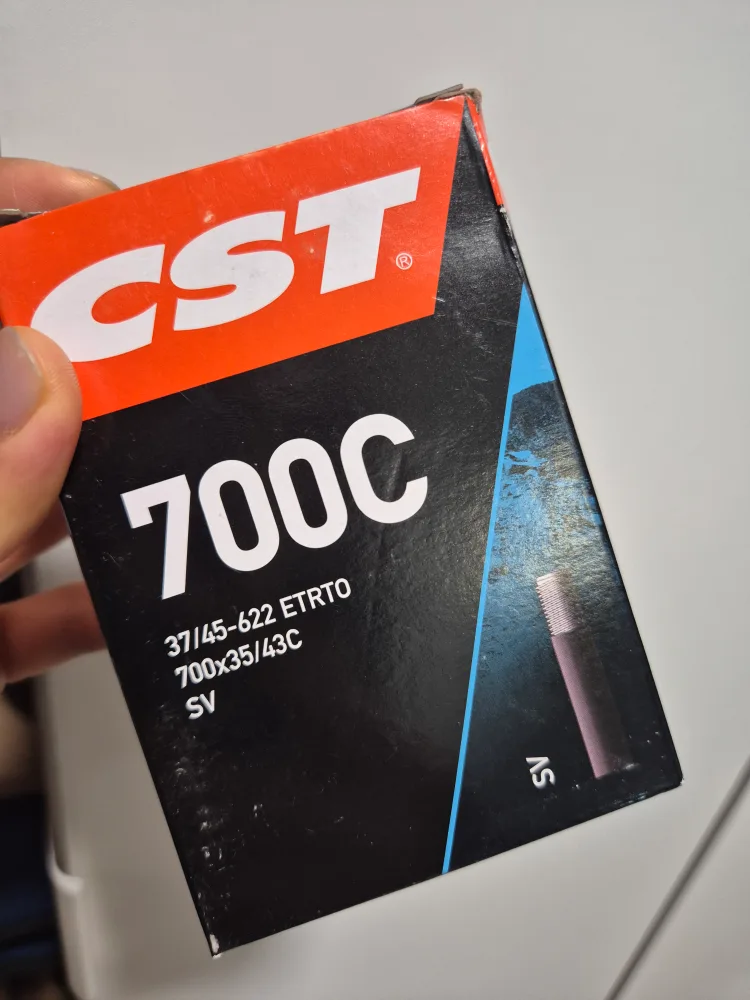 CST®
700C
37/45-622 ETRTO
700x35/43C
SV
SV